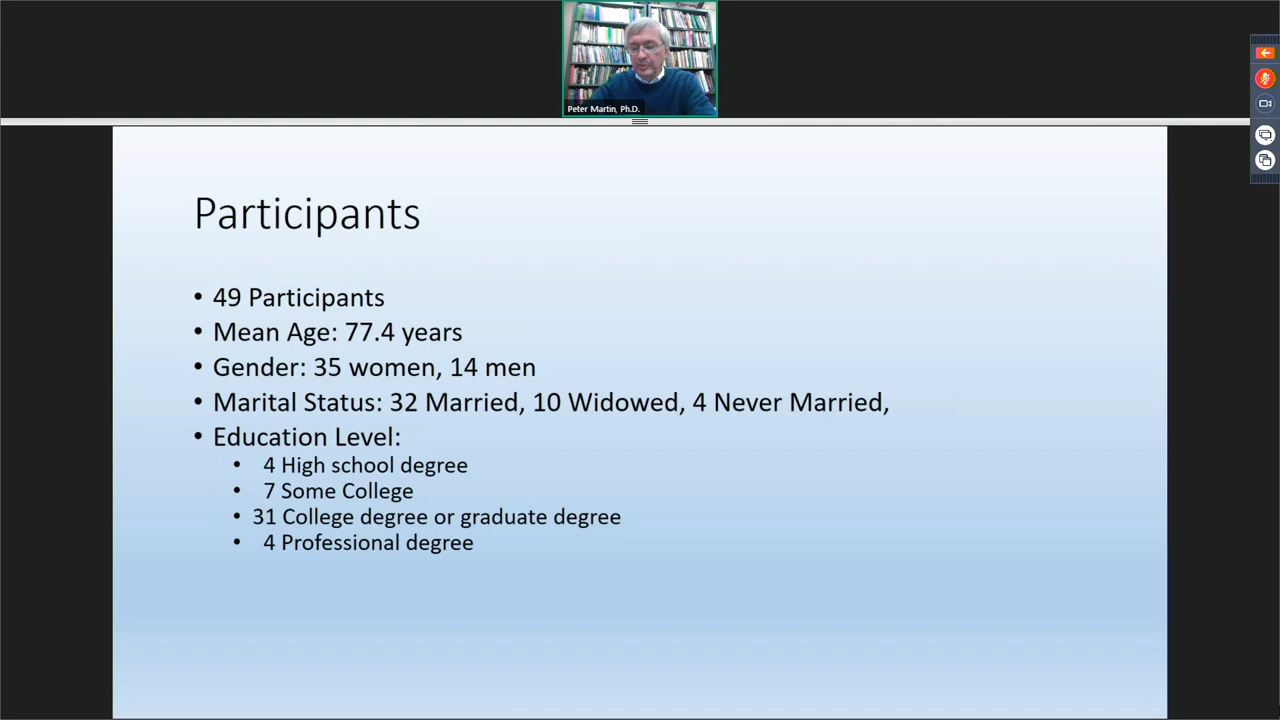 Peter Martin, Ph.D.
Participants
• 49 Participants
• Mean Age: 77.4 years
• Gender: 35 women, 14 men
• Marital Status: 32 Married, 10 Widowed, 4 Never Married,
• Education Level:
• 4 High school degree
• 7 Some College
• 31 College degree or graduate degree
• 4 Professional degree